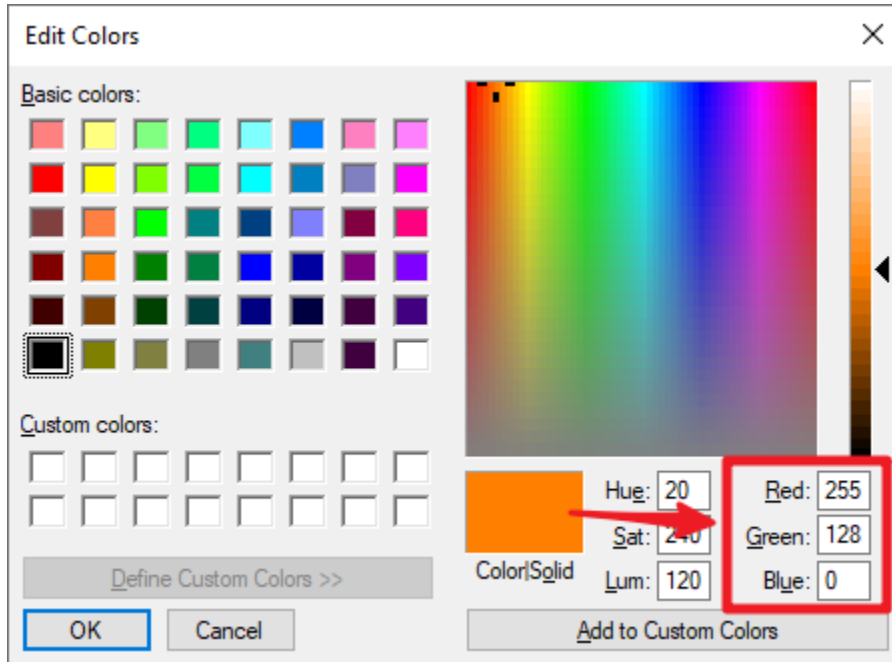 Edit Colors
Basic colors:
Custom colors:
Define Custom Colors >>
OK
Cancel
Color|Solid
Hue: 20
Sat: 240
Lum: 120
Red: 255
Green: 128
Blue: 0
Add to Custom Colors